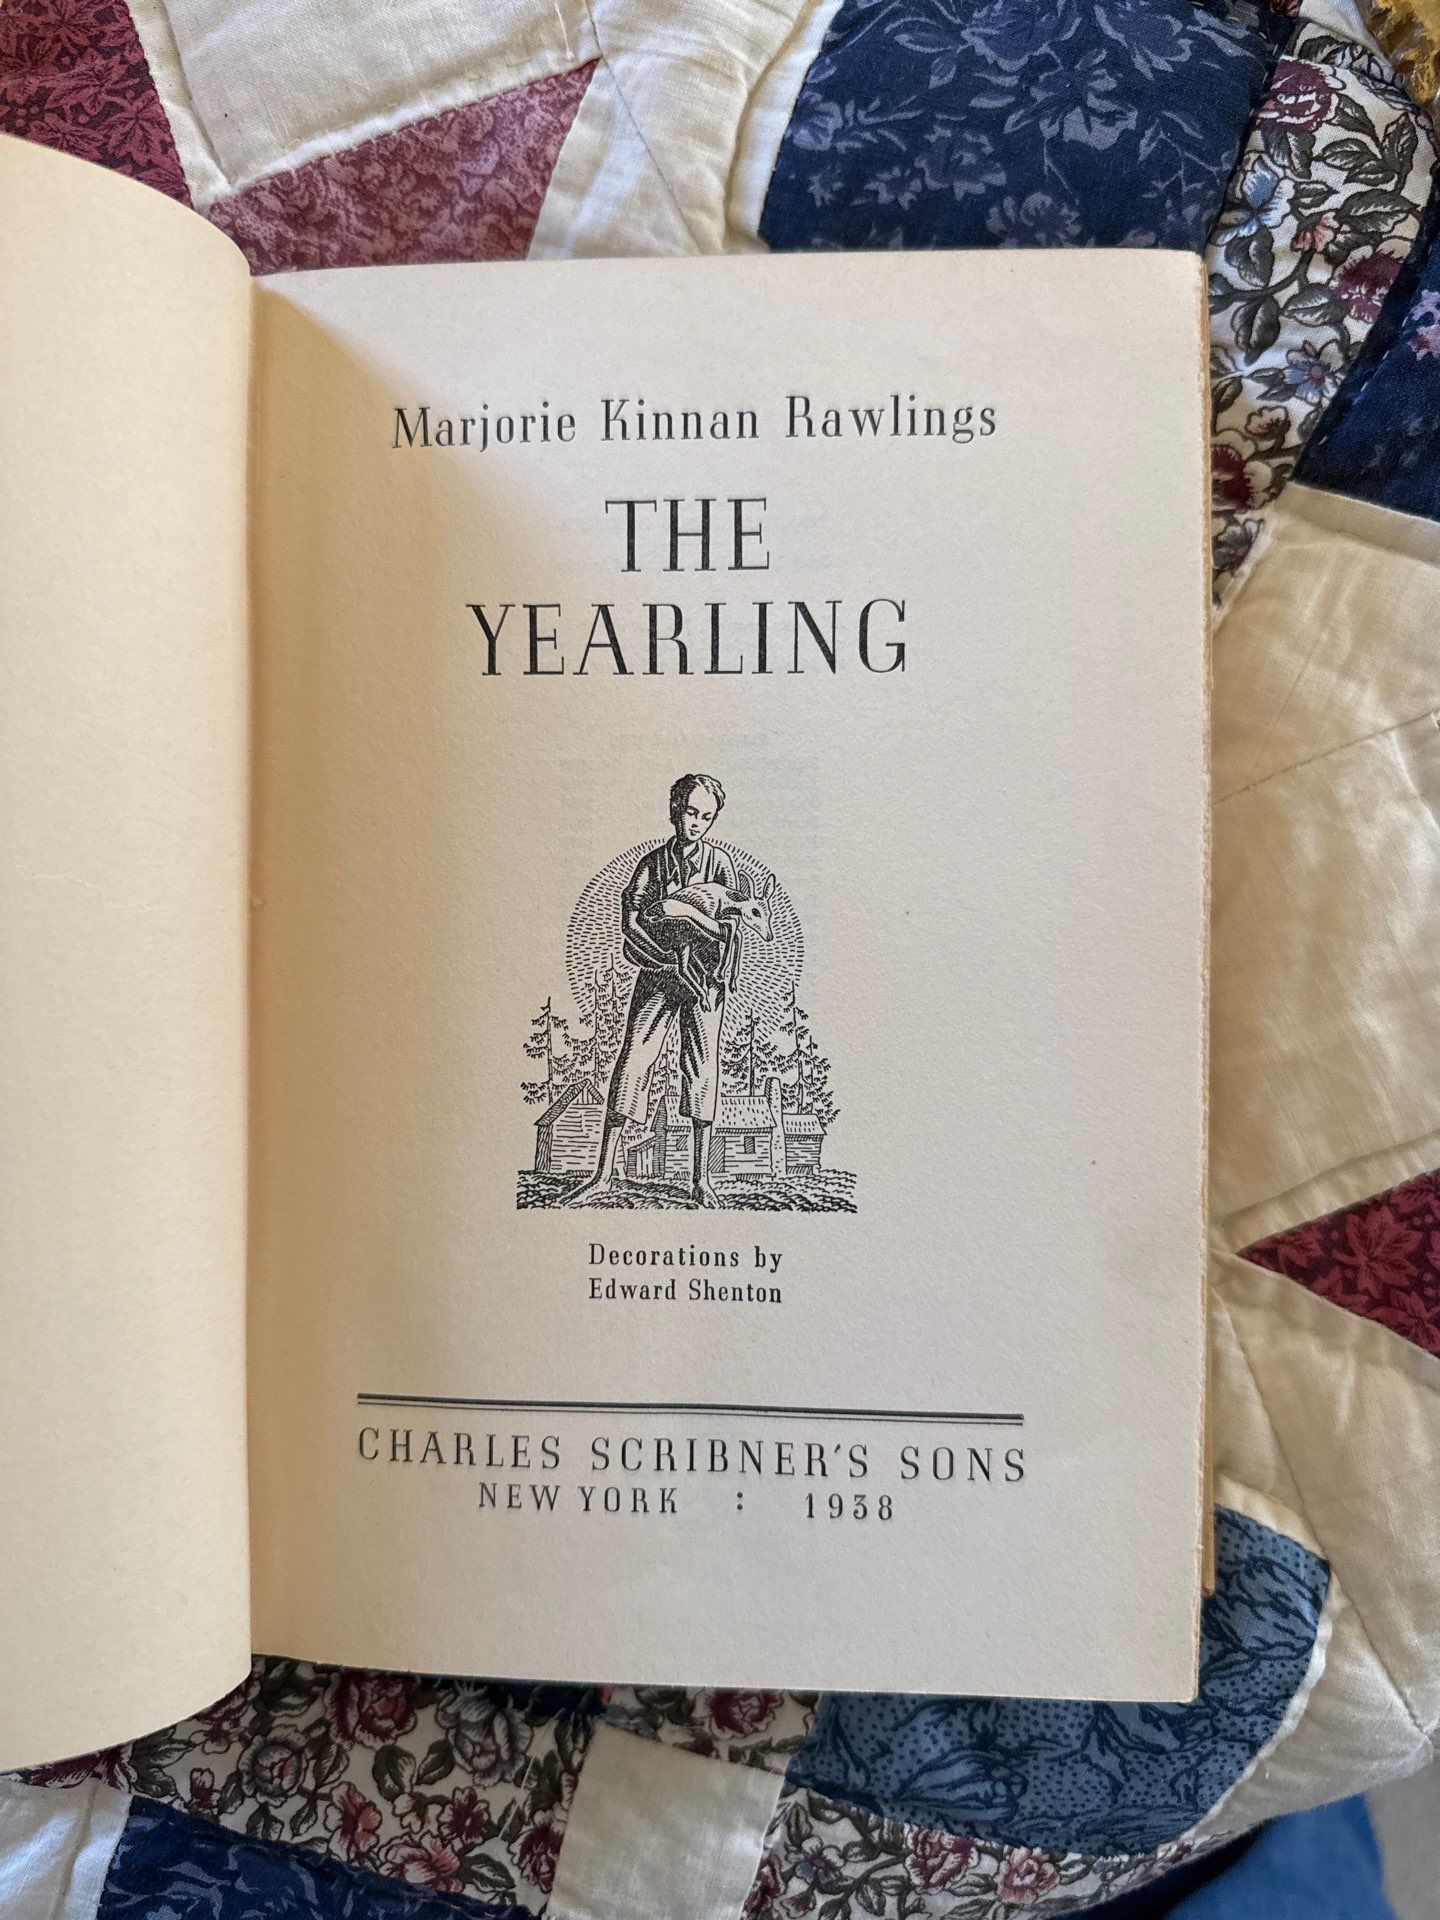 Marjorie Kinnan Rawlings
THE
YEARLING
Decorations by
Edward Shenton
CHARLES SCRIBNER'S SONS
NEW YORK : 1938